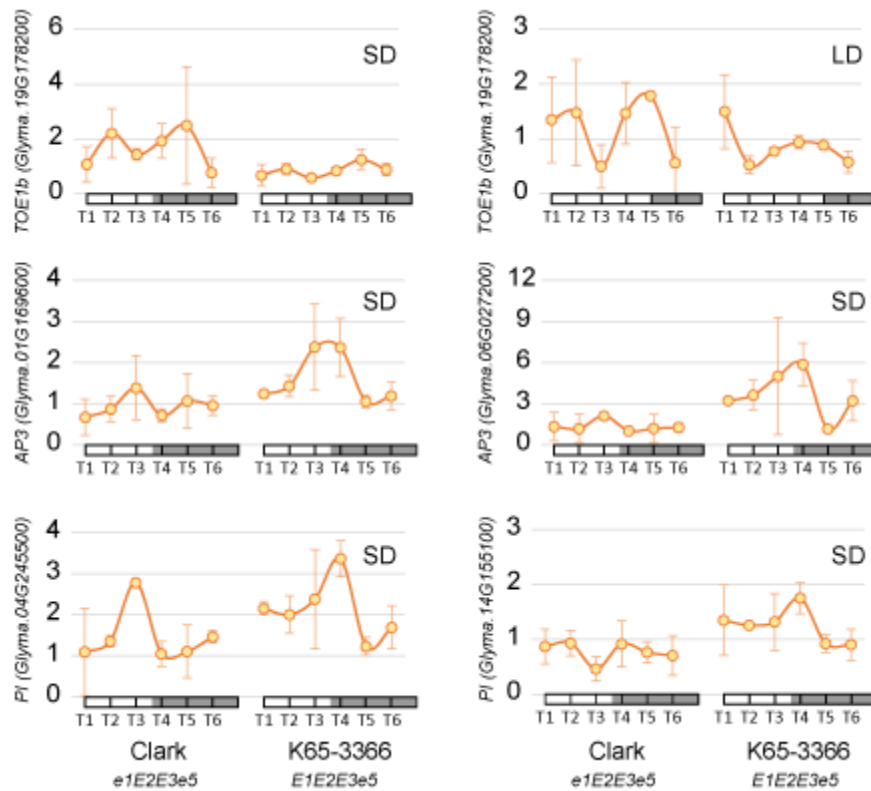 TOE1b (Glyma.19G178200)
6
4
2
0
SD
T1 T2 T3 T4 T5 T6
T1 T2 T3 T4 T5 T6
TOE1b (Glyma.19G178200)
3
2
1
0
LD
T1 T2 T3 T4 T5 T6
T1 T2 T3 T4 T5 T6
AP3 (Glyma.01G169600)
4
3
2
1
0
SD
T1 T2 T3 T4 T5 T6
T1 T2 T3 T4 T5 T6
AP3 (Glyma.06G027200)
12
9
6
3
0
SD
T1 T2 T3 T4 T5 T6
T1 T2 T3 T4 T5 T6
PI (Glyma.04G245500)
4
3
2
1
0
SD
T1 T2 T3 T4 T5 T6
T1 T2 T3 T4 T5 T6
Clark
e1E2E3e5
K65-3366
E1E2E3e5
PI (Glyma.14G155100)
3
2
1
0
SD
T1 T2 T3 T4 T5 T6
T1 T2 T3 T4 T5 T6
Clark
e1E2E3e5
K65-3366
E1E2E3e5